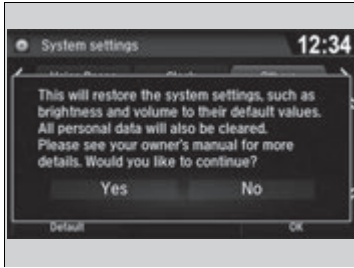 System settings 12:34
This will restore the system settings, such as
brightness and volume to their default values.
All personal data will also be cleared.
Please see your owner's manual for more
details. Would you like to continue?
Yes No
Default OK